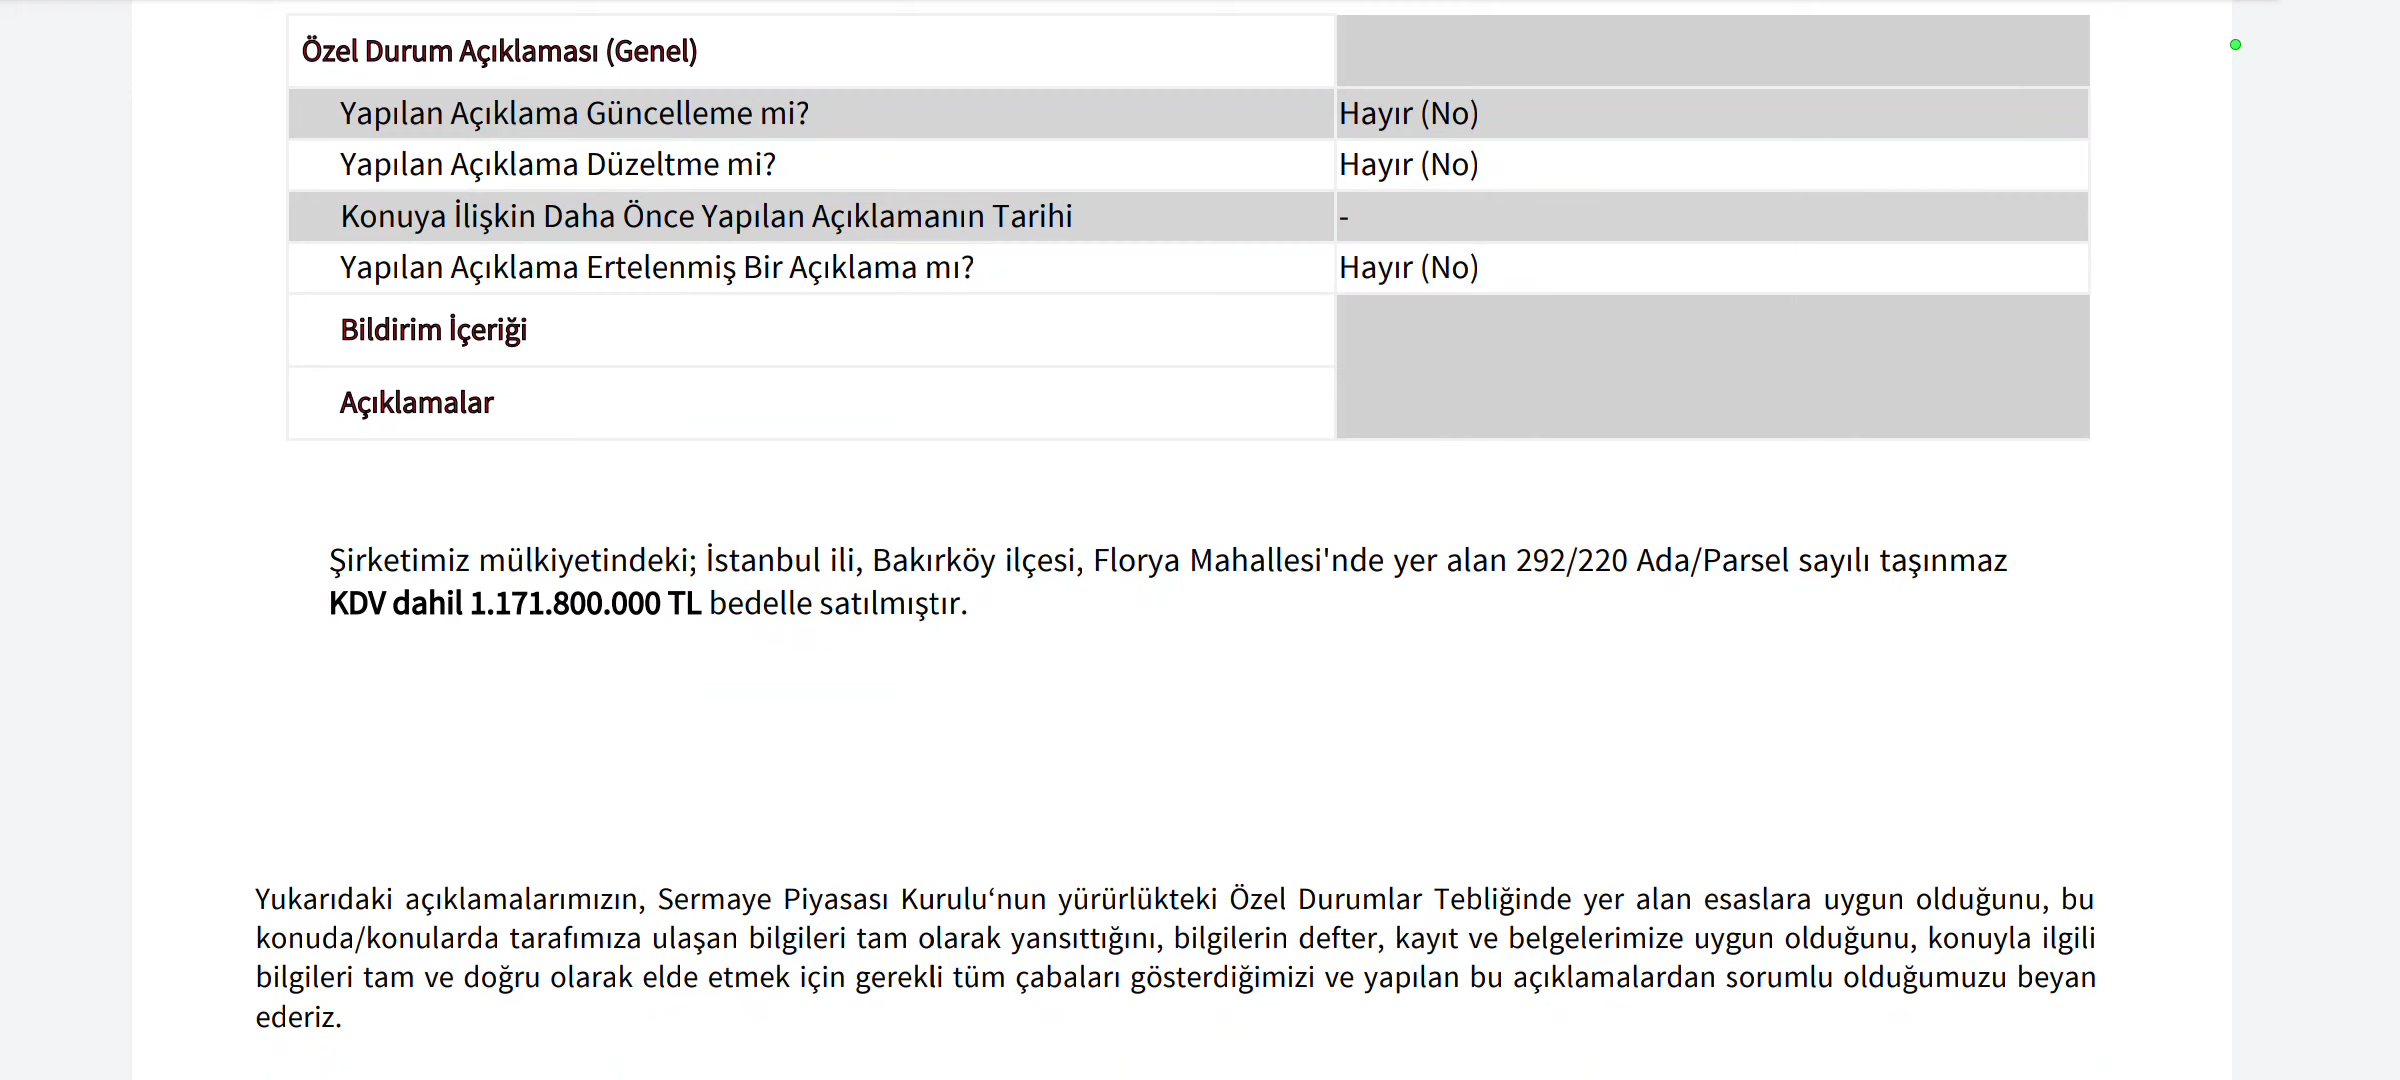 Özel Durum Açıklaması (Genel)
Yapılan Açıklama Güncelleme mi? Hayır (No)
Yapılan Açıklama Düzeltme mi? Hayır (No)
Konuya İlişkin Daha Önce Yapılan Açıklamanın Tarihi -
Yapılan Açıklama Ertelenmiş Bir Açıklama mı? Hayır (No)
Bildirim İçeriği
Açıklamalar
Şirketimiz mülkiyetindeki; İstanbul ili, Bakırköy ilçesi, Florya Mahallesi'nde yer alan 292/220 Ada/Parsel sayılı taşınmaz
KDV dahil 1.171.800.000 TL bedelle satılmıştır.
Yukarıdaki açıklamalarımızın, Sermaye Piyasası Kurulu‘nun yürürlükteki Özel Durumlar Tebliğinde yer alan esaslara uygun olduğunu, bu
konuda/konularda tarafımıza ulaşan bilgileri tam olarak yansıttığını, bilgilerin defter, kayıt ve belgelerimize uygun olduğunu, konuyla ilgili
bilgileri tam ve doğru olarak elde etmek için gerekli tüm çabaları gösterdiğimizi ve yapılan bu açıklamalardan sorumlu olduğumuzu beyan
ederiz.